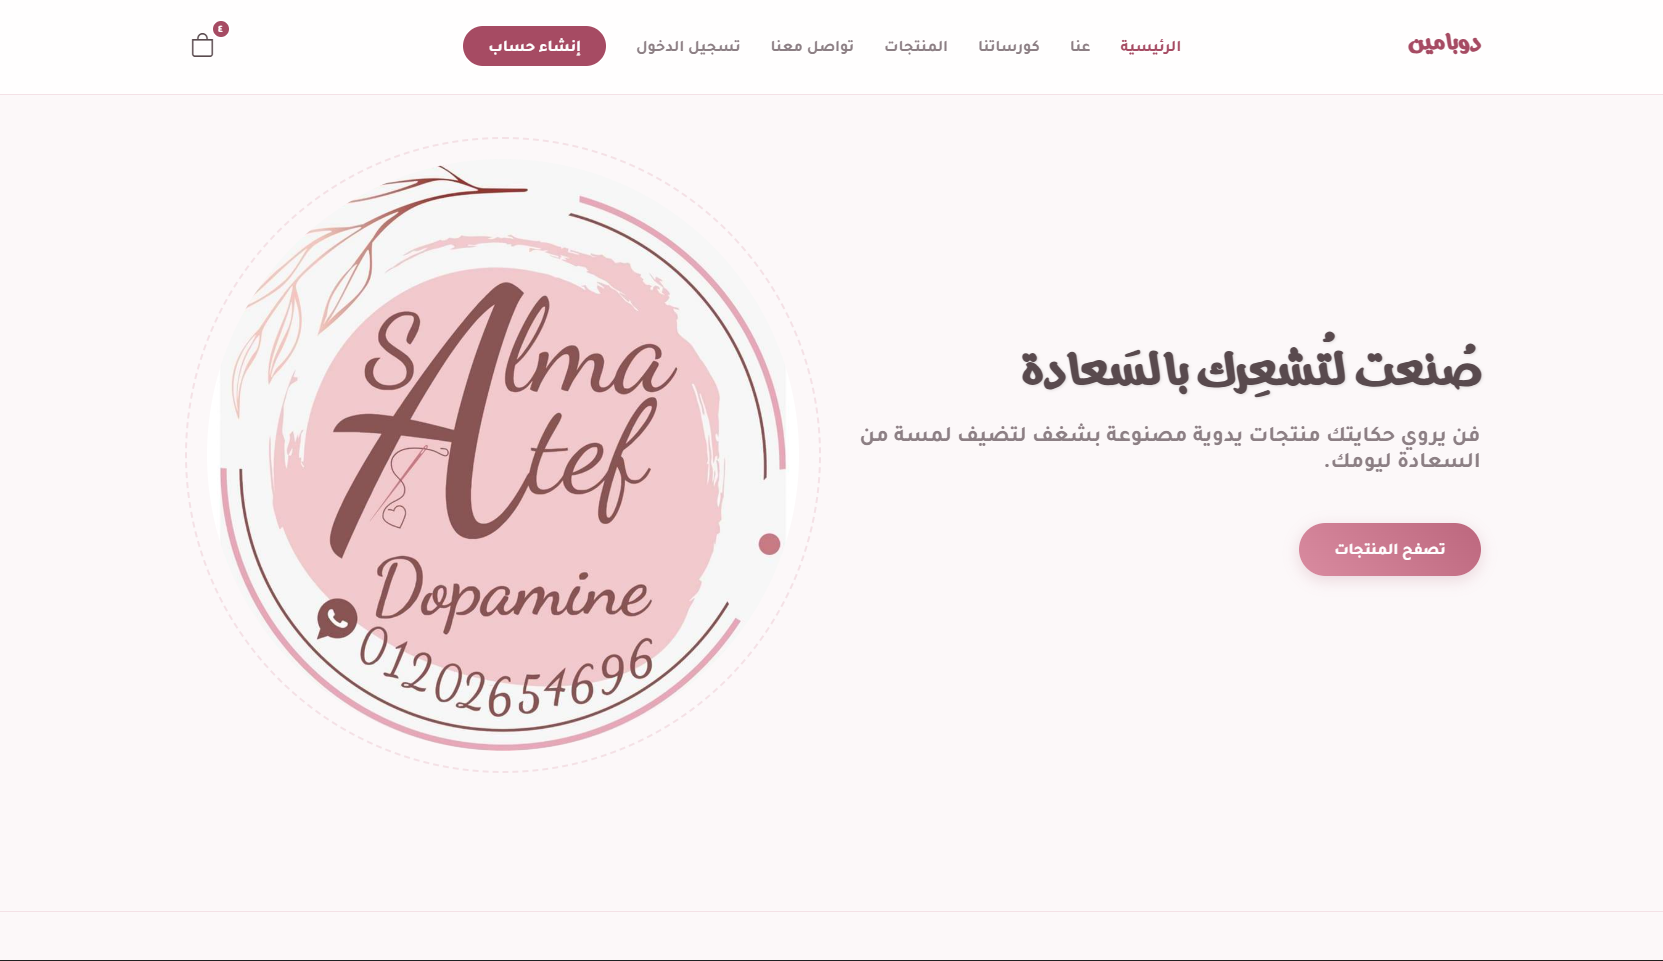 دوبامين
الرئيسية
عنا
كورساتنا
المنتجات
تواصل معنا
تسجيل الدخول
إنشاء حساب
٤
صُنعت لتُشعِرك بالسَعادة
فن يروي حكايتك منتجات يدوية مصنوعة بشغف لتضيف لمسة من
السعادة ليومك.
تصفح المنتجات
SAlma
Atef
Dopamine
01202654696